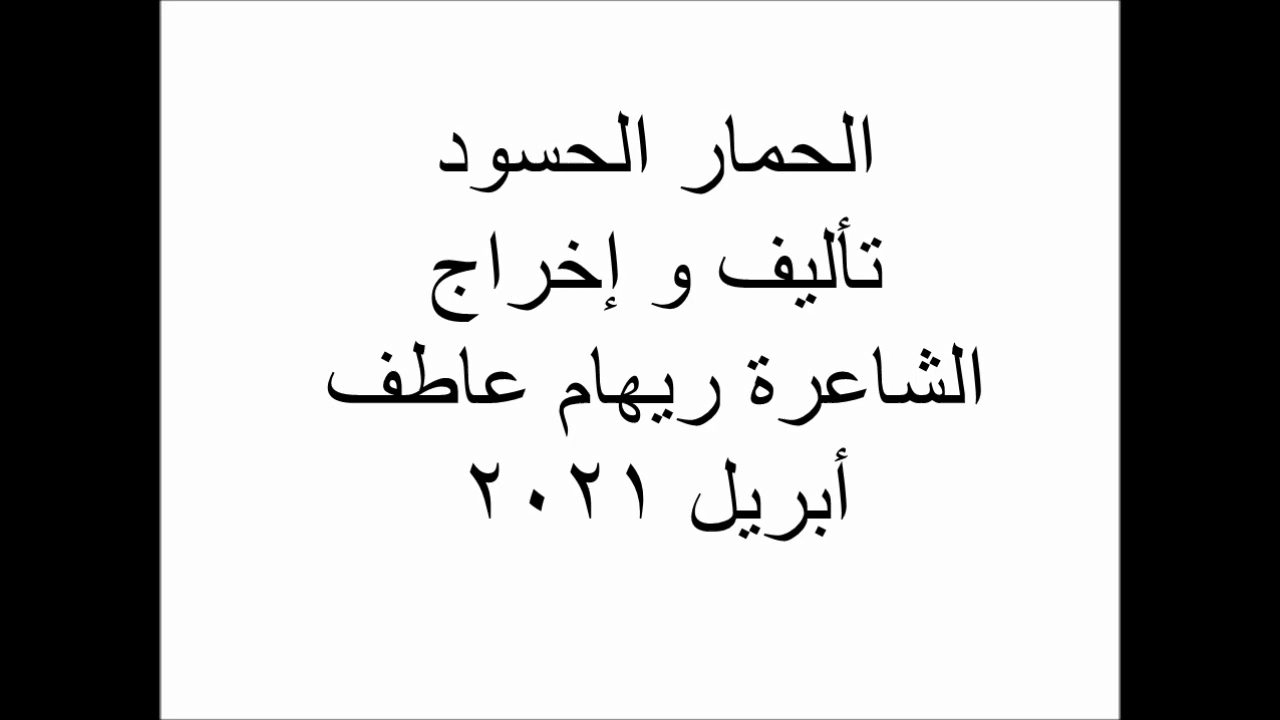 الحمار الحسود
تأليف و إخراج
الشاعرة ريهام عاطف
أبريل ٢٠٢١